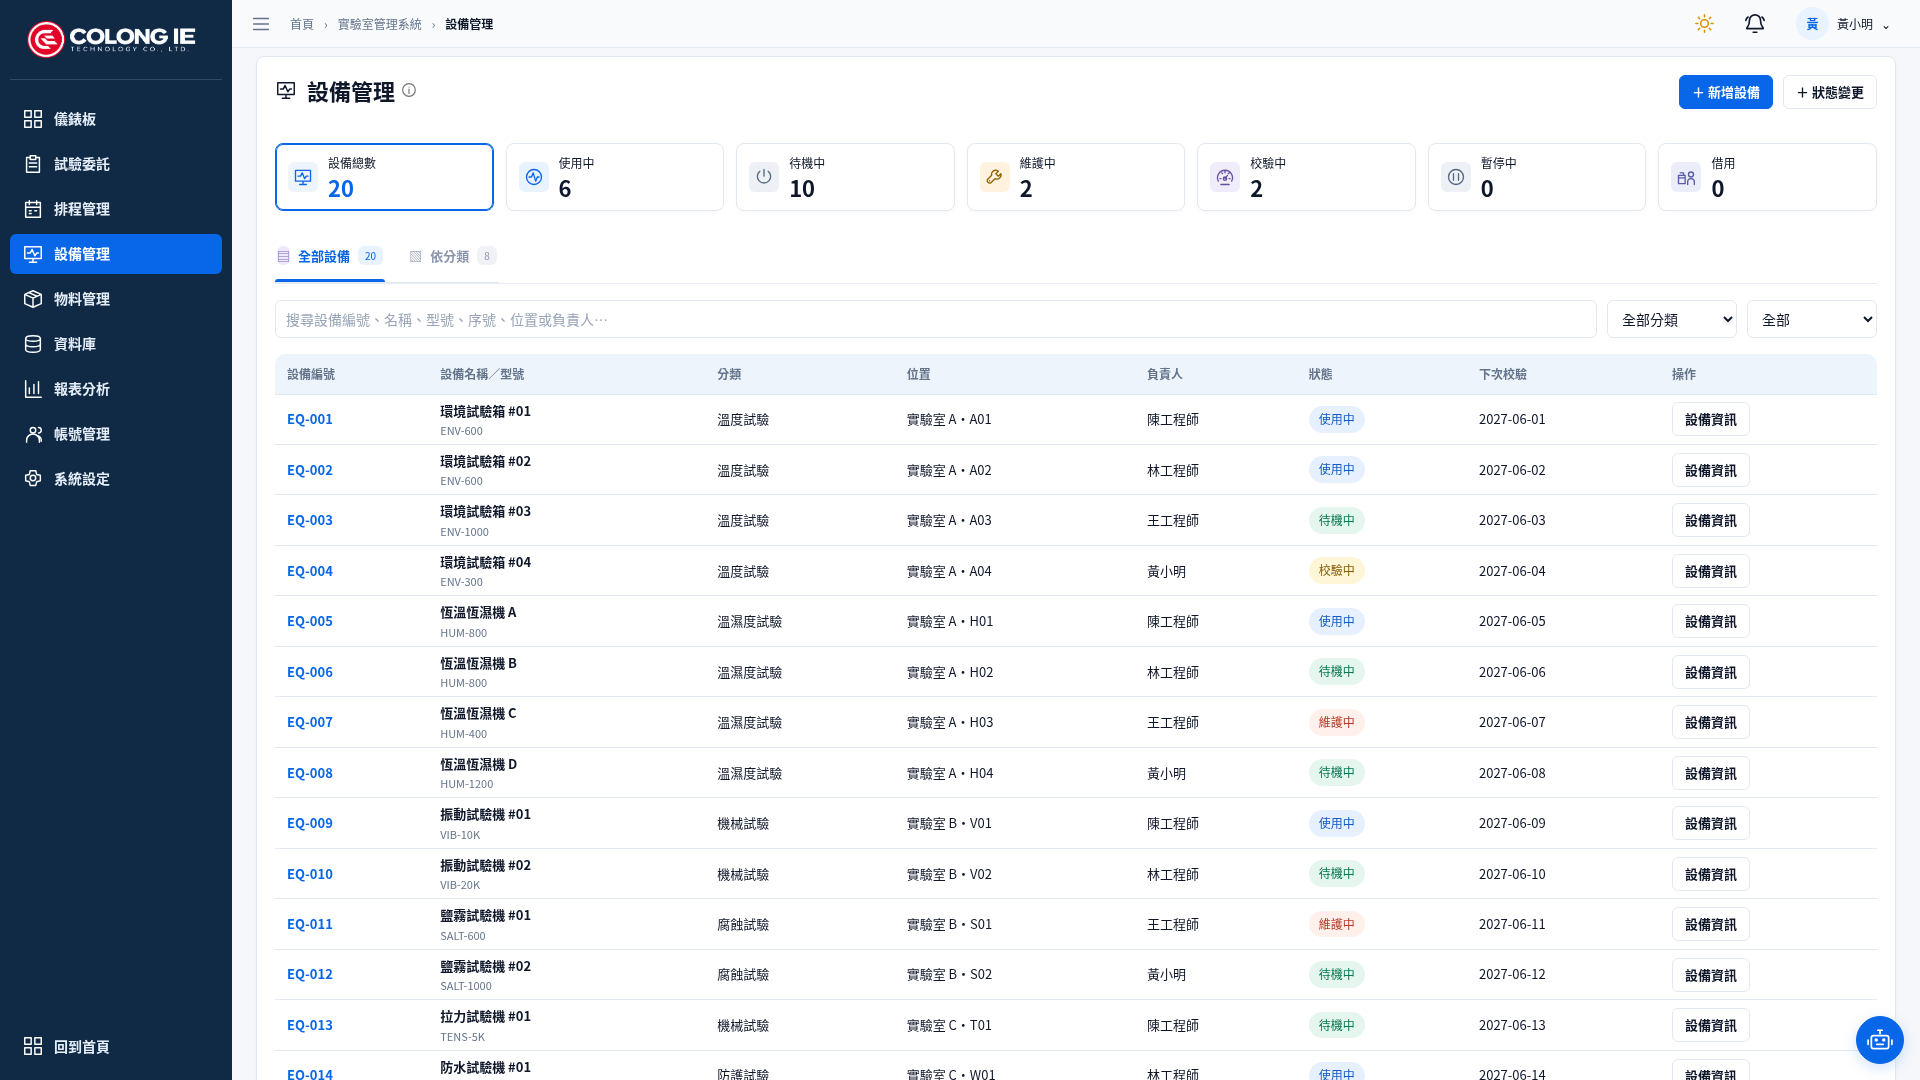 COLONG IE
TECHNOLOGY CO., LTD.
儀錶板
試驗委託
排程管理
設備管理
物料管理
資料庫
報表分析
帳號管理
系統設定
回到首頁
首頁 › 實驗室管理系統 › 設備管理
黃 黃小明
設備管理
+ 新增設備
+ 狀態變更
設備總數
20
使用中
6
待機中
10
維護中
2
校驗中
2
暫停中
0
借用
0
全部設備 20
依分類 8
搜尋設備編號、名稱、型號、序號、位置或負責人…
全部分類
全部
設備編號 設備名稱／型號 分類 位置 負責人 狀態 下次校驗 操作
EQ-001 環境試驗箱 #01 溫度試驗 實驗室 A・A01 陳工程師 使用中 2027-06-01 設備資訊
ENV-600
EQ-002 環境試驗箱 #02 溫度試驗 實驗室 A・A02 林工程師 使用中 2027-06-02 設備資訊
ENV-600
EQ-003 環境試驗箱 #03 溫度試驗 實驗室 A・A03 王工程師 待機中 2027-06-03 設備資訊
ENV-1000
EQ-004 環境試驗箱 #04 溫度試驗 實驗室 A・A04 黃小明 校驗中 2027-06-04 設備資訊
ENV-300
EQ-005 恆溫恆濕機 A 溫濕度試驗 實驗室 A・H01 陳工程師 使用中 2027-06-05 設備資訊
HUM-800
EQ-006 恆溫恆濕機 B 溫濕度試驗 實驗室 A・H02 林工程師 待機中 2027-06-06 設備資訊
HUM-800
EQ-007 恆溫恆濕機 C 溫濕度試驗 實驗室 A・H03 王工程師 維護中 2027-06-07 設備資訊
HUM-400
EQ-008 恆溫恆濕機 D 溫濕度試驗 實驗室 A・H04 黃小明 待機中 2027-06-08 設備資訊
HUM-1200
EQ-009 振動試驗機 #01 機械試驗 實驗室 B・V01 陳工程師 使用中 2027-06-09 設備資訊
VIB-10K
EQ-010 振動試驗機 #02 機械試驗 實驗室 B・V02 林工程師 待機中 2027-06-10 設備資訊
VIB-20K
EQ-011 鹽霧試驗機 #01 腐蝕試驗 實驗室 B・S01 王工程師 維護中 2027-06-11 設備資訊
SALT-600
EQ-012 鹽霧試驗機 #02 腐蝕試驗 實驗室 B・S02 黃小明 待機中 2027-06-12 設備資訊
SALT-1000
EQ-013 拉力試驗機 #01 機械試驗 實驗室 C・T01 陳工程師 待機中 2027-06-13 設備資訊
TENS-5K
EQ-014 防水試驗機 #01 防護試驗 實驗室 C・W01 林工程師 使用中 2027-06-14 設備資訊